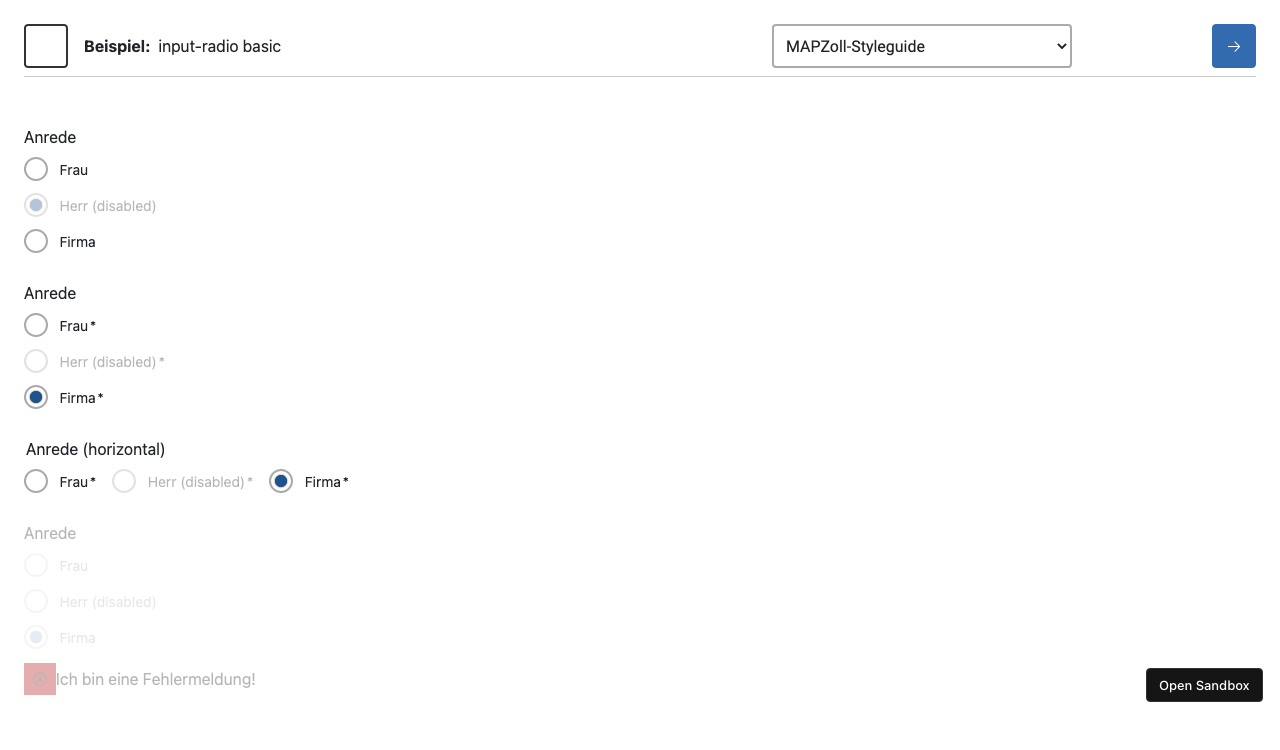 Beispiel: input-radio basic
MAPZoll-Styleguide
Anrede
Frau
Herr (disabled)
Firma
Anrede
Frau*
Herr (disabled)*
Firma*
Anrede (horizontal)
Frau* Herr (disabled)* Firma*
Anrede
Frau
Herr (disabled)
Firma
Ich bin eine Fehlermeldung!
Open Sandbox